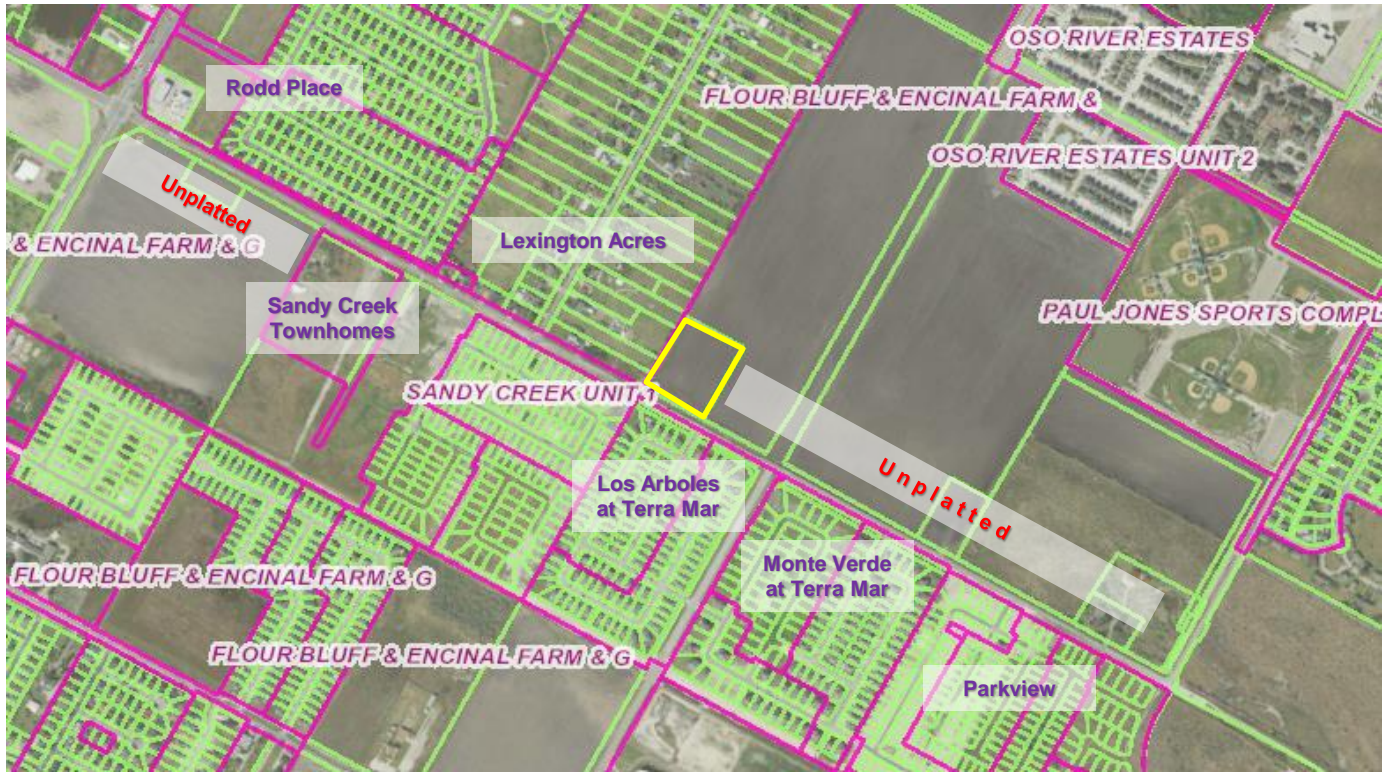 OSO RIVER ESTATES
Rodd Place
FLOUR BLUFF & ENCINAL FARM &
OSO RIVER ESTATES UNIT 2
Unplatted
Lexington Acres
& ENCINAL FARM & G
Sandy Creek
Townhomes
PAUL JONES SPORTS COMPL
SANDY CREEK UNIT 1
Unplatted
Los Arboles
at Terra Mar
Monte Verde
at Terra Mar
FLOUR BLUFF & ENCINAL FARM & G
FLOUR BLUFF & ENCINAL FARM & G
Parkview